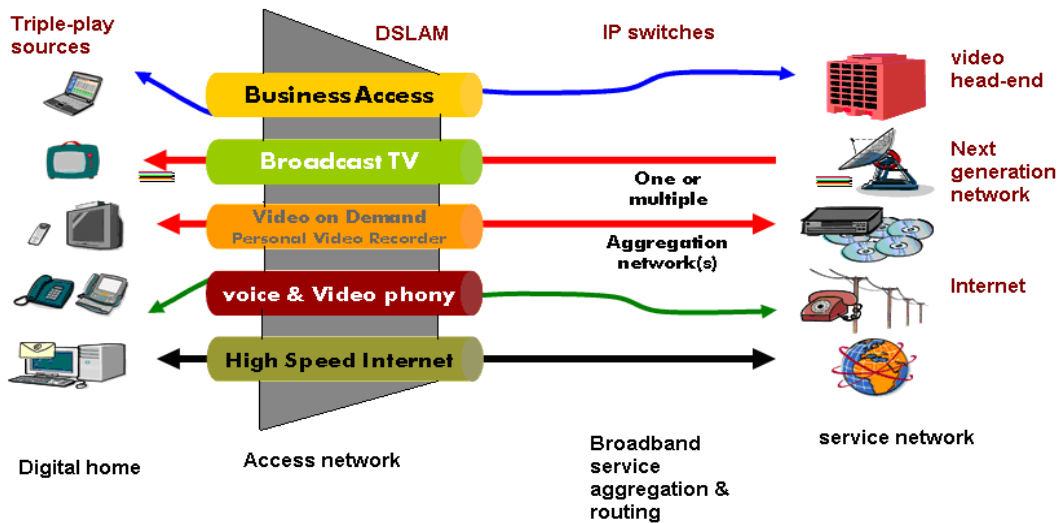 Triple-play
sources
DSLAM
IP switches
video
head-end
Business Access
Broadcast TV
One or
multiple
Next
generation
network
Video on Demand
Personal Video Recorder
Aggregation
network(s)
voice & Video phony
Internet
High Speed Internet
Digital home
Access network
Broadband
service
aggregation &
routing
service network